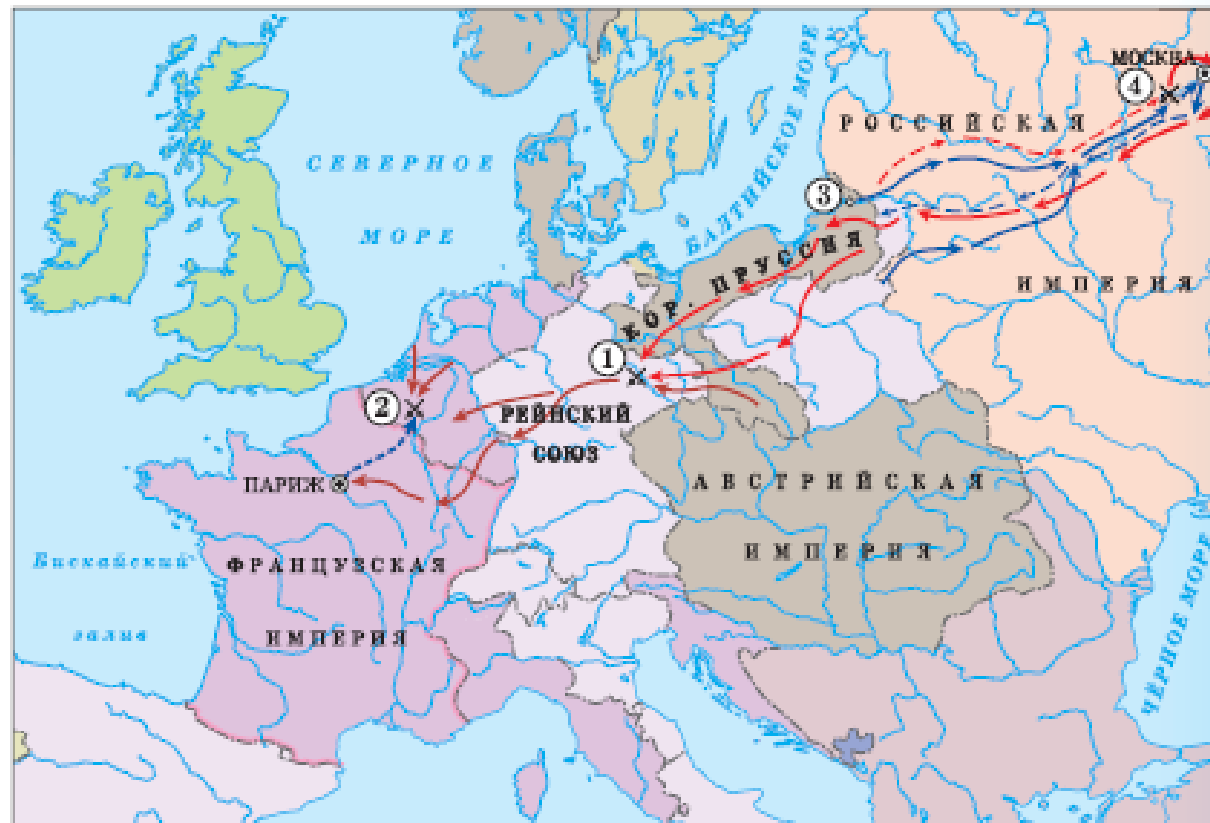 МОСКВА
4
РОССИЙСКАЯ
ИМПЕРИЯ
СЕВЕРНОЕ
МОРЕ
БАЛТИЙСКОЕ МОРЕ
3
КОР. ПРУССИЯ
1
2
РЕЙНСКИЙ
СОЮЗ
ПАРИЖ
АВСТРИЙСКАЯ
ИМПЕРИЯ
Бискайский
залив
ФРАНЦУЗСКАЯ
ИМПЕРИЯ
ЧЁРНОЕ МОРЕ